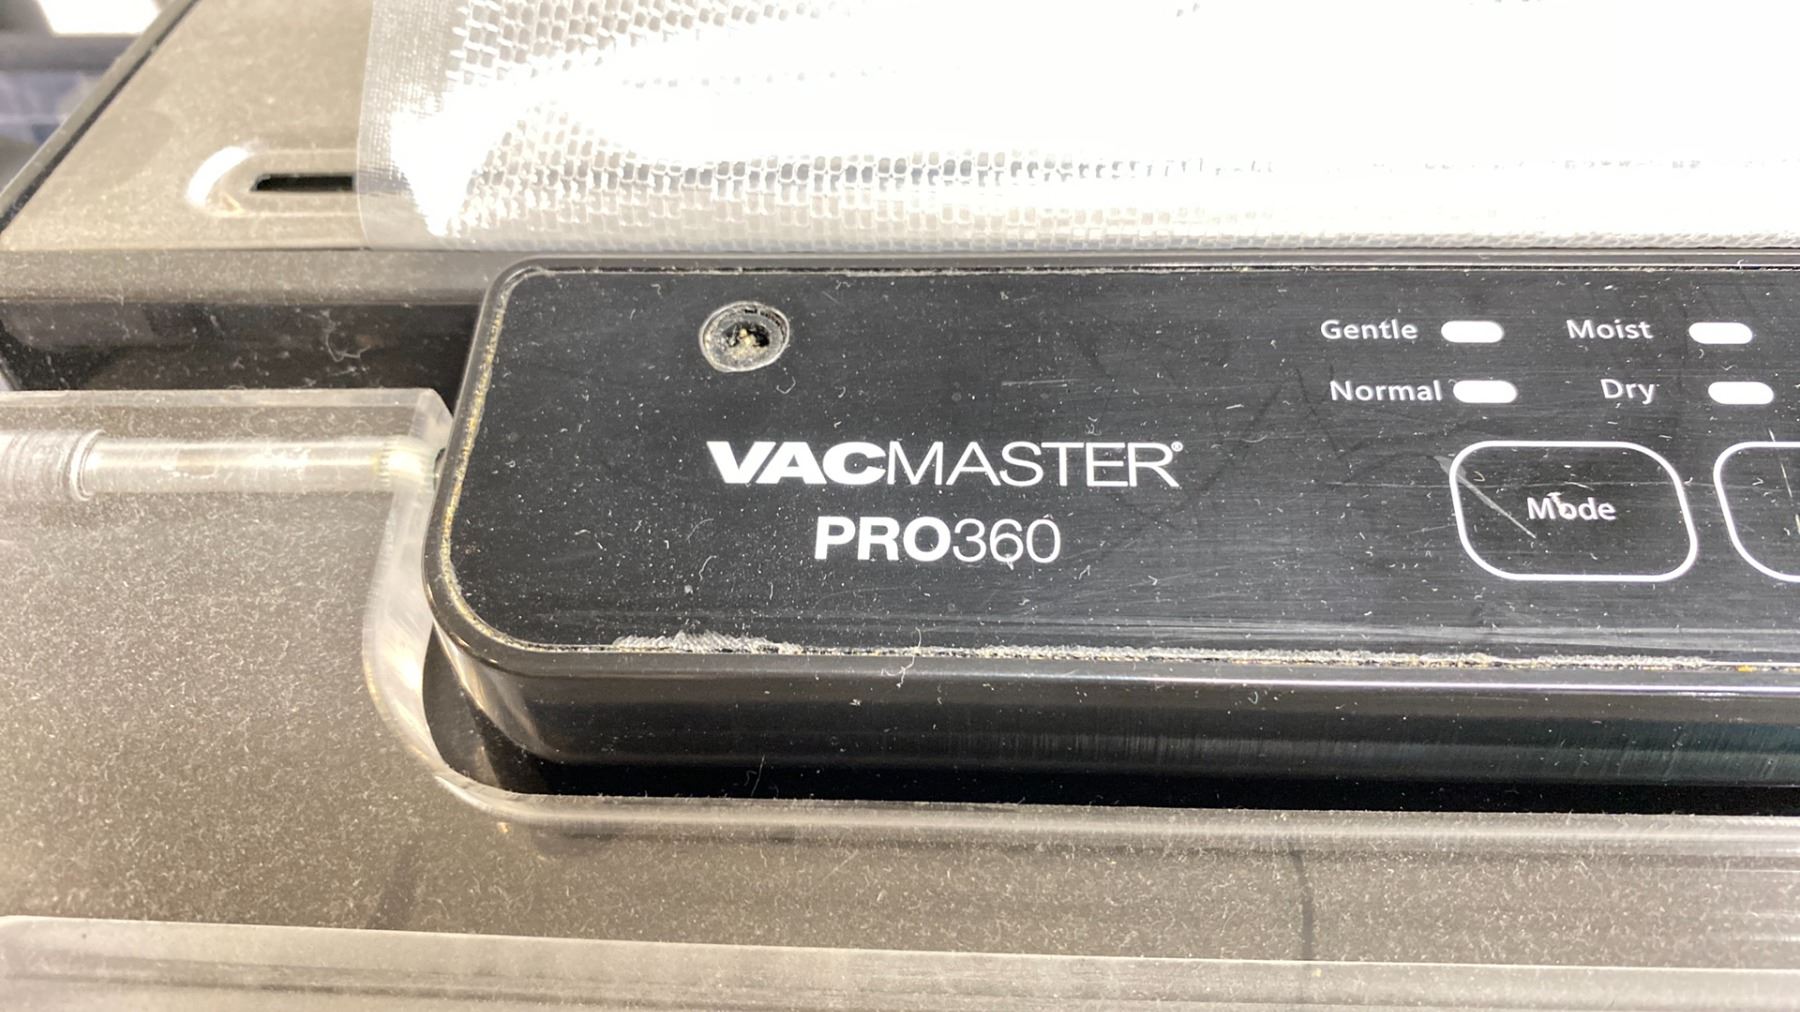 Gentle Moist
Normal Dry
VACMASTER®
PRO360
Mode